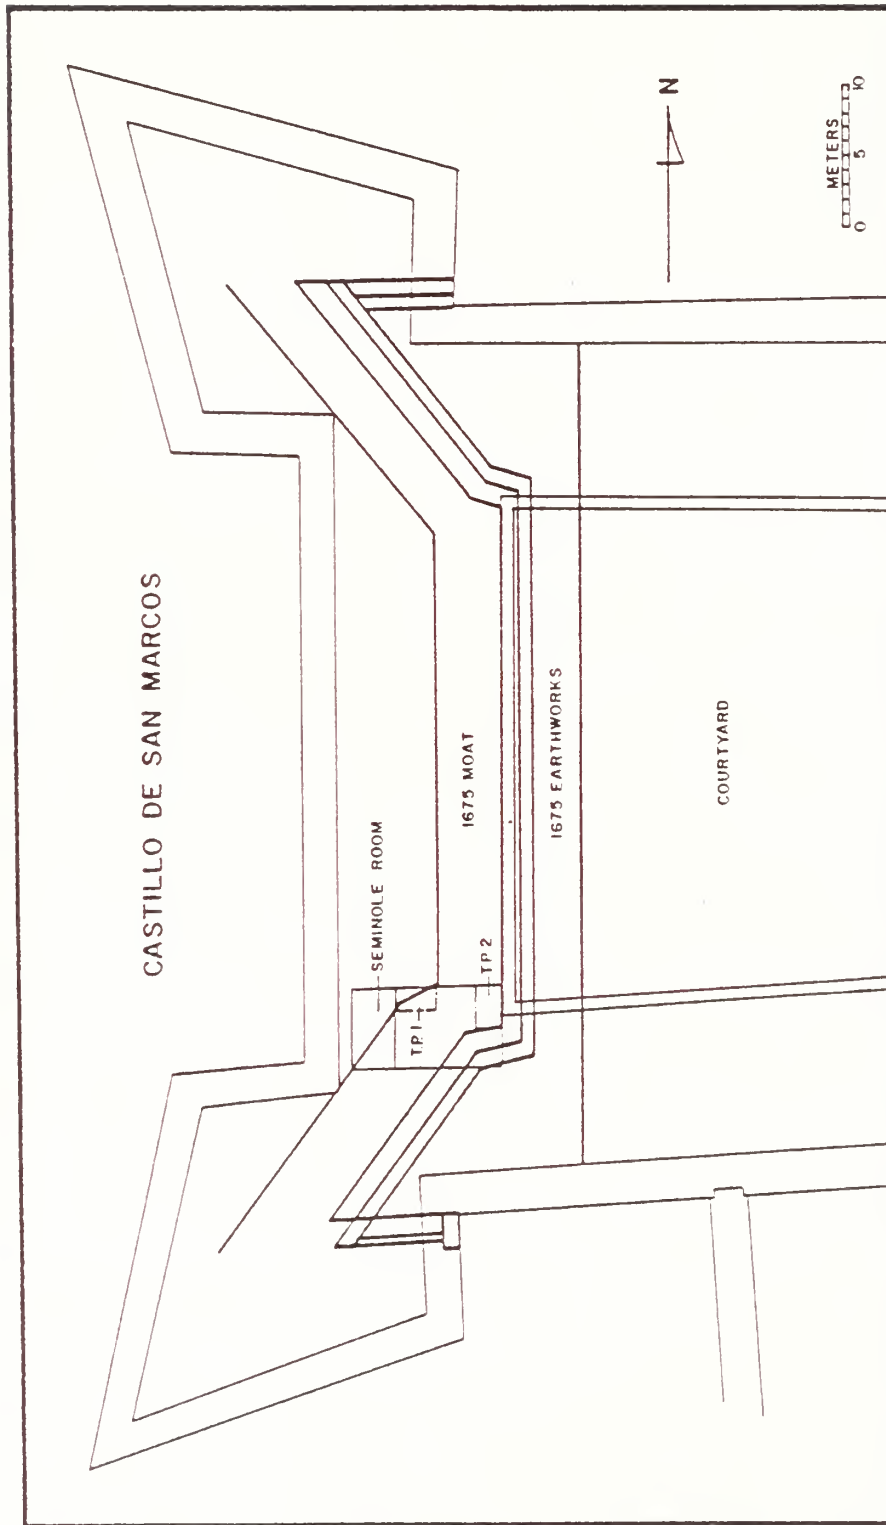 CASTILLO DE SAN MARCOS
SEMINOLE ROOM
T.P. 1
T.P. 2
1675 MOAT
1675 EARTHWORKS
COURTYARD
N
METERS
0 5 10